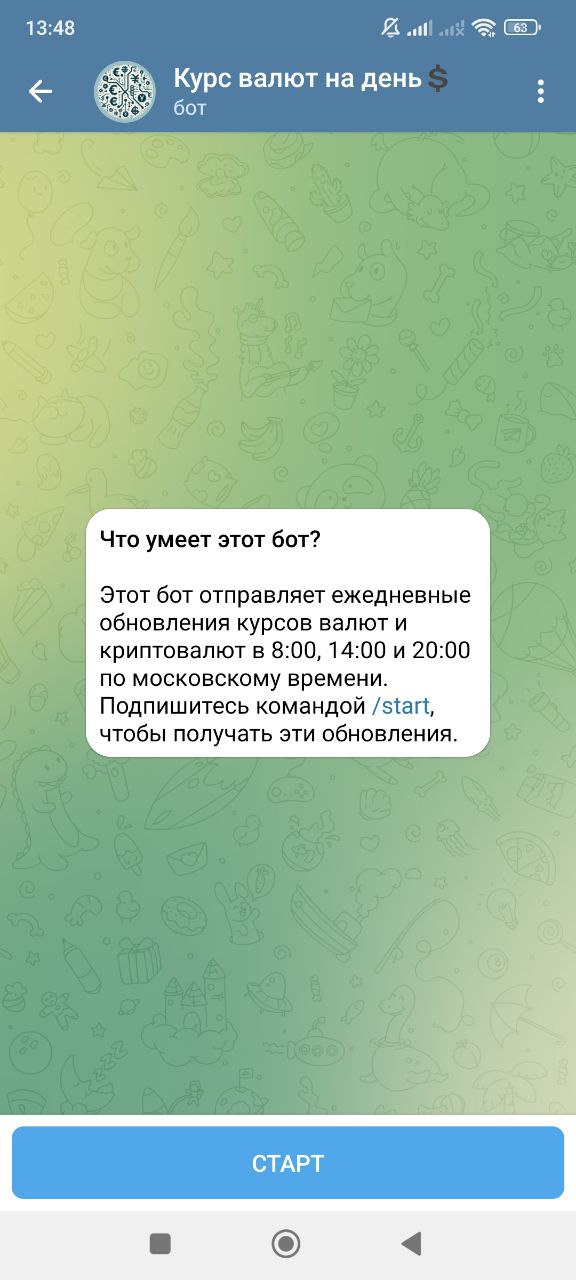 13:48
63
Курс валют на день💲
бот
Что умеет этот бот?
Этот бот отправляет ежедневные
обновления курсов валют и
криптовалют в 8:00, 14:00 и 20:00
по московскому времени.
Подпишитесь командой /start,
чтобы получать эти обновления.
СТАРТ